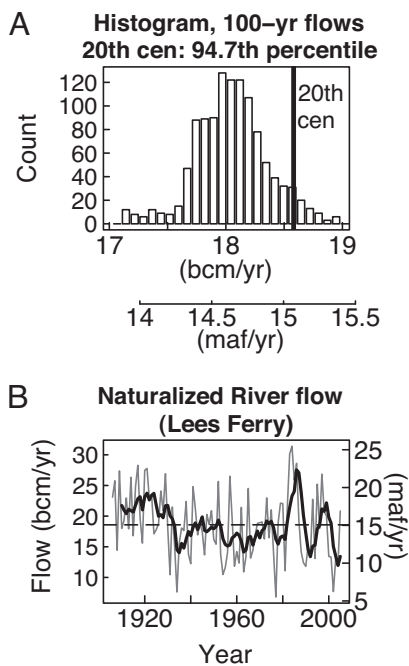 A
Histogram, 100–yr flows
20th cen: 94.7th percentile
Count
120
100
80
60
40
20
0
20th
cen
17
18
19
(bcm/yr)
14
14.5
15
15.5
(maf/yr)
B
Naturalized River flow
(Lees Ferry)
Flow (bcm/yr)
30
25
20
15
10
25
20
15
10
5
(maf/yr)
1920
1960
2000
Year